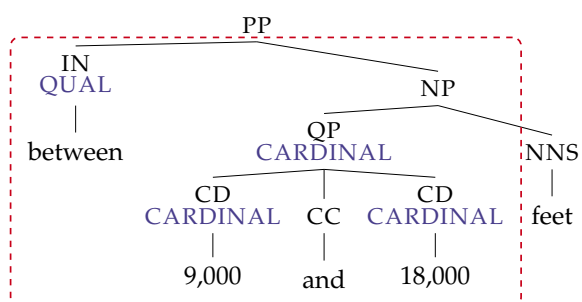 PP
IN
QUAL
NP
between
QP
CARDINAL
NNS
CD
CARDINAL
CC
CD
CARDINAL
feet
9,000 and 18,000